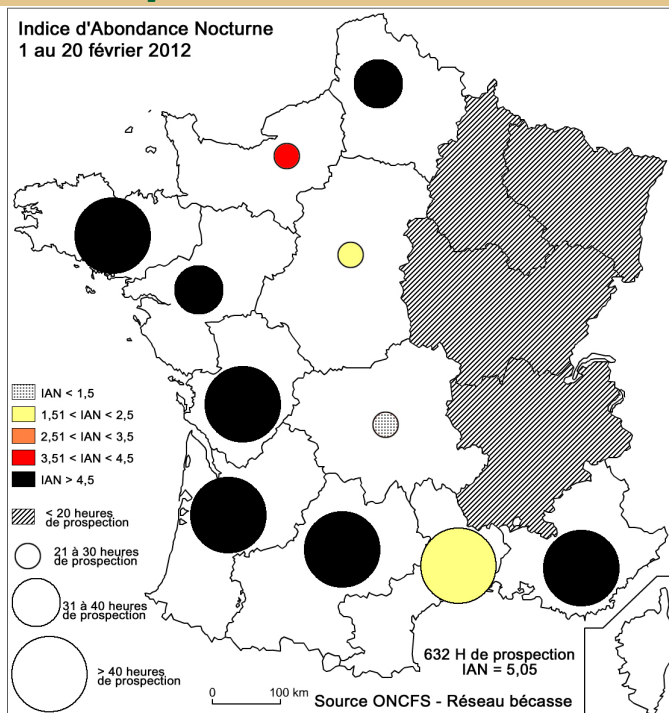 Indice d'Abondance Nocturne
1 au 20 février 2012
IAN < 1,5
1,51 < IAN < 2,5
2,51 < IAN < 3,5
3,51 < IAN < 4,5
IAN > 4,5
< 20 heures
de prospection
21 à 30 heures
de prospection
31 à 40 heures
de prospection
> 40 heures
de prospection
0 100 km
632 H de prospection
IAN = 5,05
Source ONCFS - Réseau bécasse